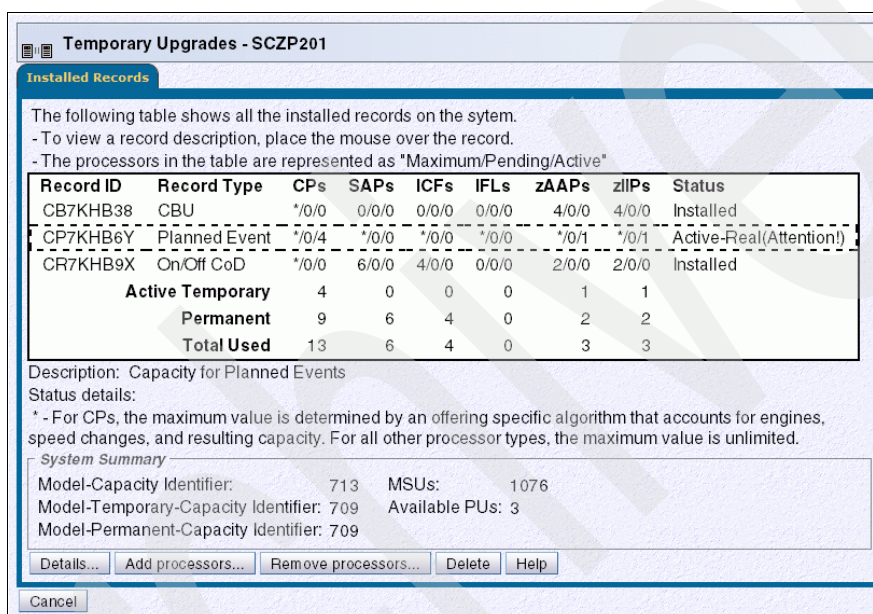 Temporary Upgrades - SCZP201
Installed Records
The following table shows all the installed records on the sytem.
- To view a record description, place the mouse over the record.
- The processors in the table are represented as "Maximum/Pending/Active"
Record ID Record Type CPs SAPs ICFs IFLs zAAPs zIIPs Status
CB7KHB38 CBU */0/0 0/0/0 0/0/0 0/0/0 4/0/0 4/0/0 Installed
CP7KHB6Y Planned Event */0/4 */0/0 */0/0 */0/0 */0/1 */0/1 Active-Real(Attention!)
CR7KHB9X On/Off CoD */0/0 6/0/0 4/0/0 0/0/0 2/0/0 2/0/0 Installed
Active Temporary 4 0 0 0 1 1
Permanent 9 6 4 0 2 2
Total Used 13 6 4 0 3 3
Description: Capacity for Planned Events
Status details:
* - For CPs, the maximum value is determined by an offering specific algorithm that accounts for engines,
speed changes, and resulting capacity. For all other processor types, the maximum value is unlimited.
System Summary
Model-Capacity Identifier: 713 MSUs: 1076
Model-Temporary-Capacity Identifier: 709 Available PUs: 3
Model-Permanent-Capacity Identifier: 709
Details... Add processors... Remove processors... Delete Help
Cancel